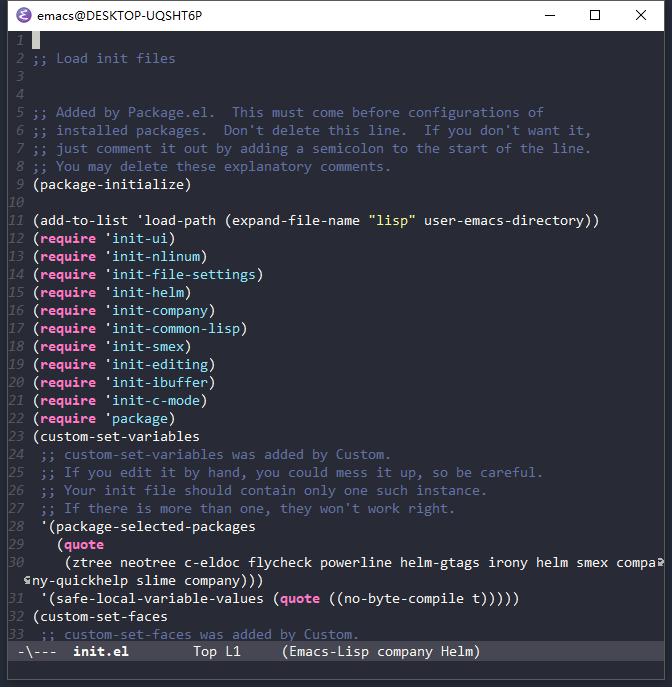 emacs@DESKTOP-UQSHT6P
1
2 ;; Load init files
3
4
5 ;; Added by Package.el.  This must come before configurations of
6 ;; installed packages.  Don't delete this line.  If you don't want it,
7 ;; just comment it out by adding a semicolon to the start of the line.
8 ;; You may delete these explanatory comments.
9 (package-initialize)
10
11 (add-to-list 'load-path (expand-file-name "lisp" user-emacs-directory))
12 (require 'init-ui)
13 (require 'init-nlinum)
14 (require 'init-file-settings)
15 (require 'init-helm)
16 (require 'init-company)
17 (require 'init-common-lisp)
18 (require 'init-smex)
19 (require 'init-editing)
20 (require 'init-ibuffer)
21 (require 'init-c-mode)
22 (require 'package)
23 (custom-set-variables
24  ;; custom-set-variables was added by Custom.
25  ;; If you edit it by hand, you could mess it up, so be careful.
26  ;; Your init file should contain only one such instance.
27  ;; If there is more than one, they won't work right.
28  '(package-selected-packages
29    (quote
30     (ztree neotree c-eldoc flycheck powerline helm-gtags irony helm smex compa
ny-quickhelp slime company)))
31  '(safe-local-variable-values (quote ((no-byte-compile t)))))
32 (custom-set-faces
33  ;; custom-set-faces was added by Custom.
-\---  init.el        Top L1     (Emacs-Lisp company Helm)